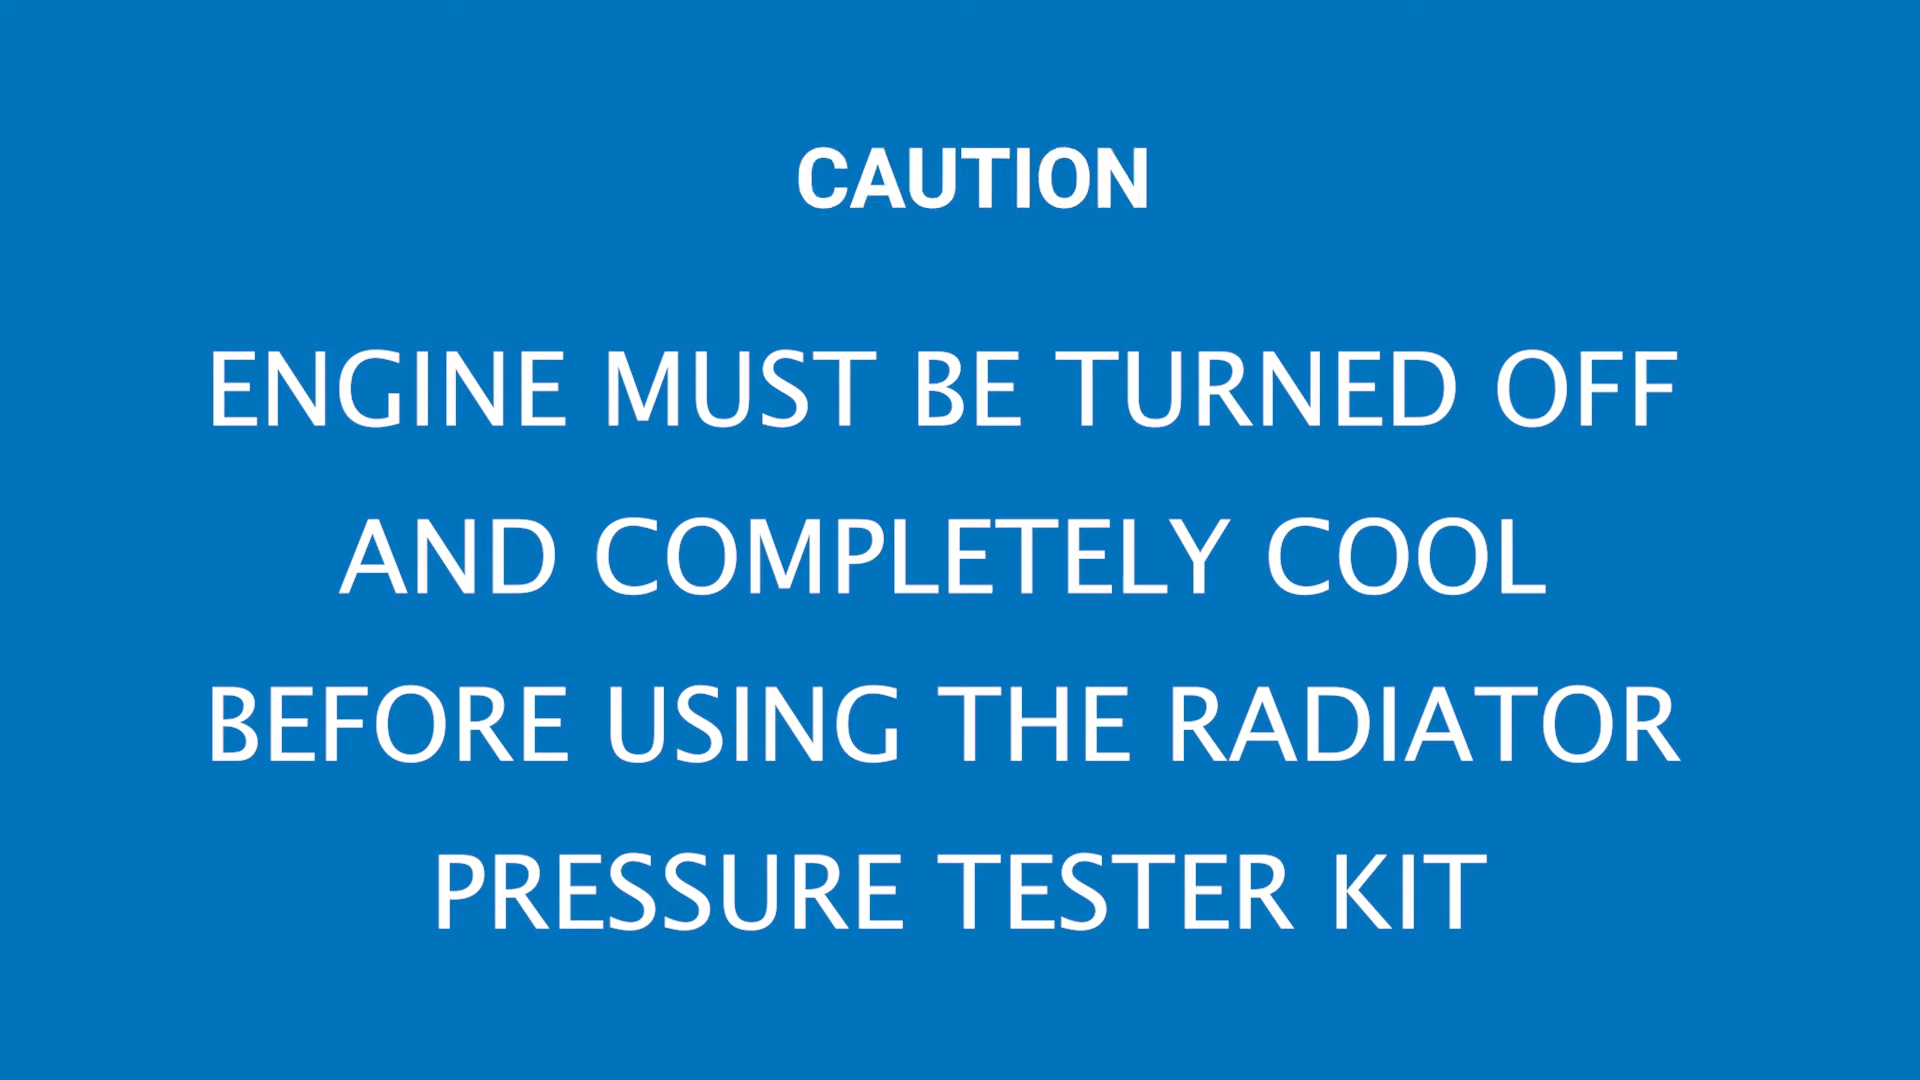 CAUTION
ENGINE MUST BE TURNED OFF
AND COMPLETELY COOL
BEFORE USING THE RADIATOR
PRESSURE TESTER KIT